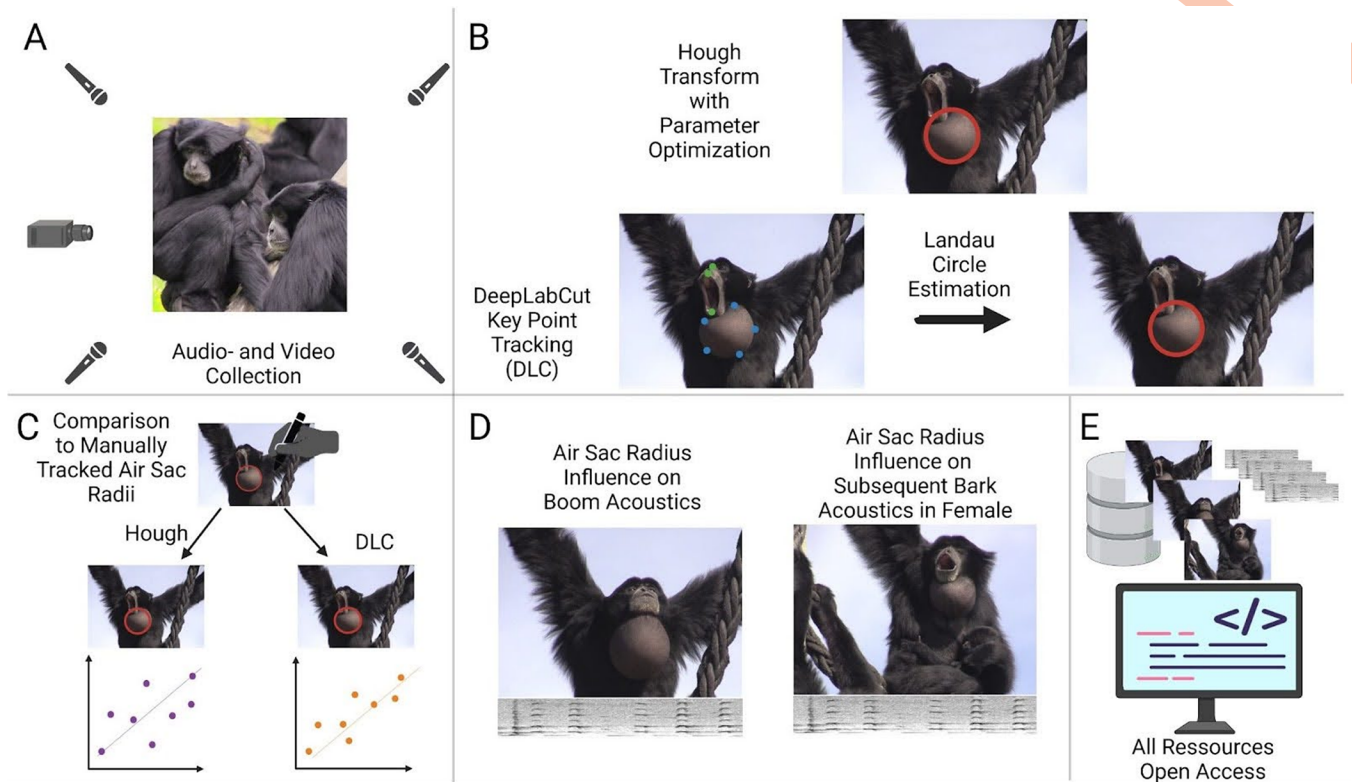 A
Audio- and Video
Collection
B
Hough
Transform
with
Parameter
Optimization
DeepLabCut
Key Point
Tracking
(DLC)
Landau
Circle
Estimation
C
Comparison
to Manually
Tracked Air Sac
Radii
Hough
DLC
D
Air Sac Radius
Influence on
Boom Acoustics
Air Sac Radius
Influence on
Subsequent Bark
Acoustics in Female
E
</>
All Ressources
Open Access